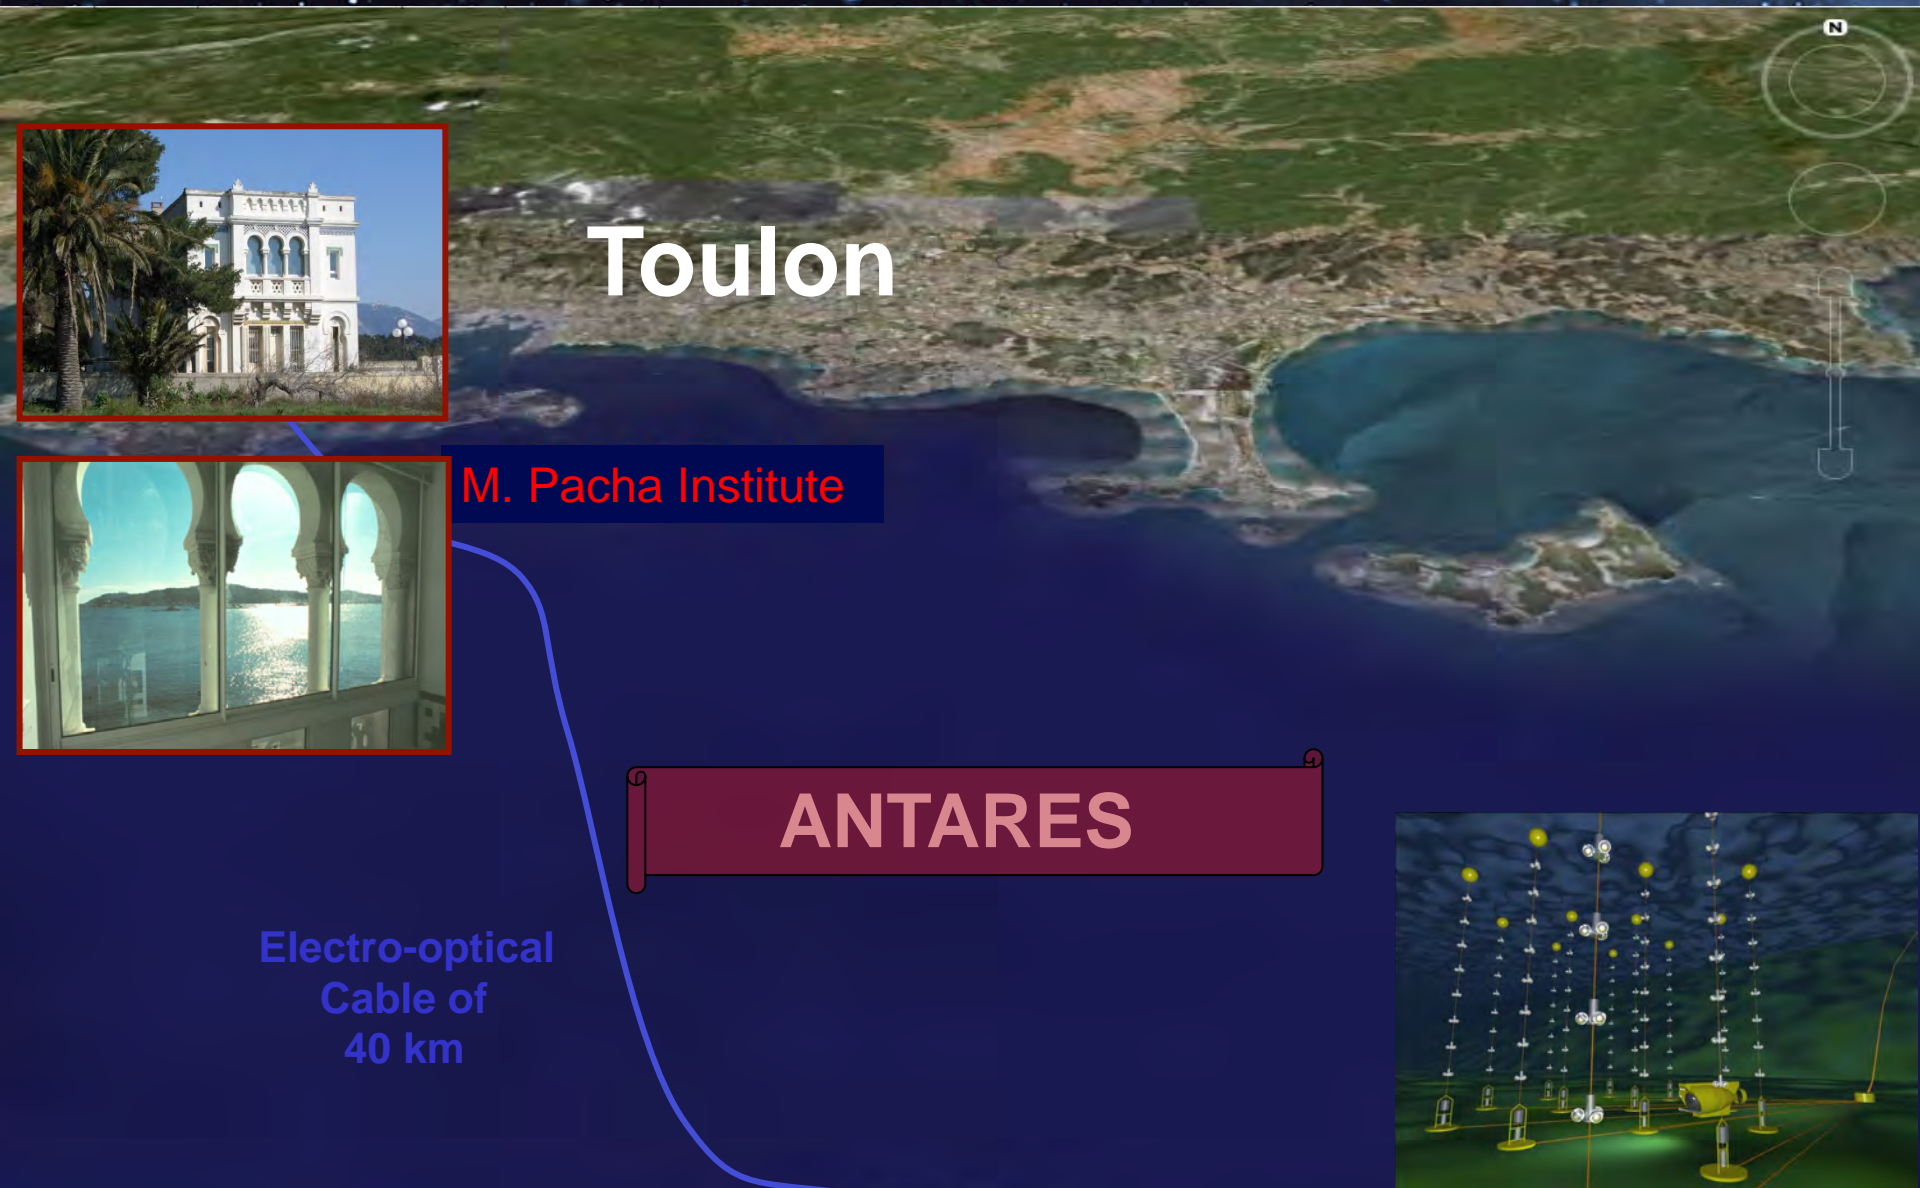 N
Toulon
M. Pacha Institute
ANTARES
Electro-optical
Cable of
40 km